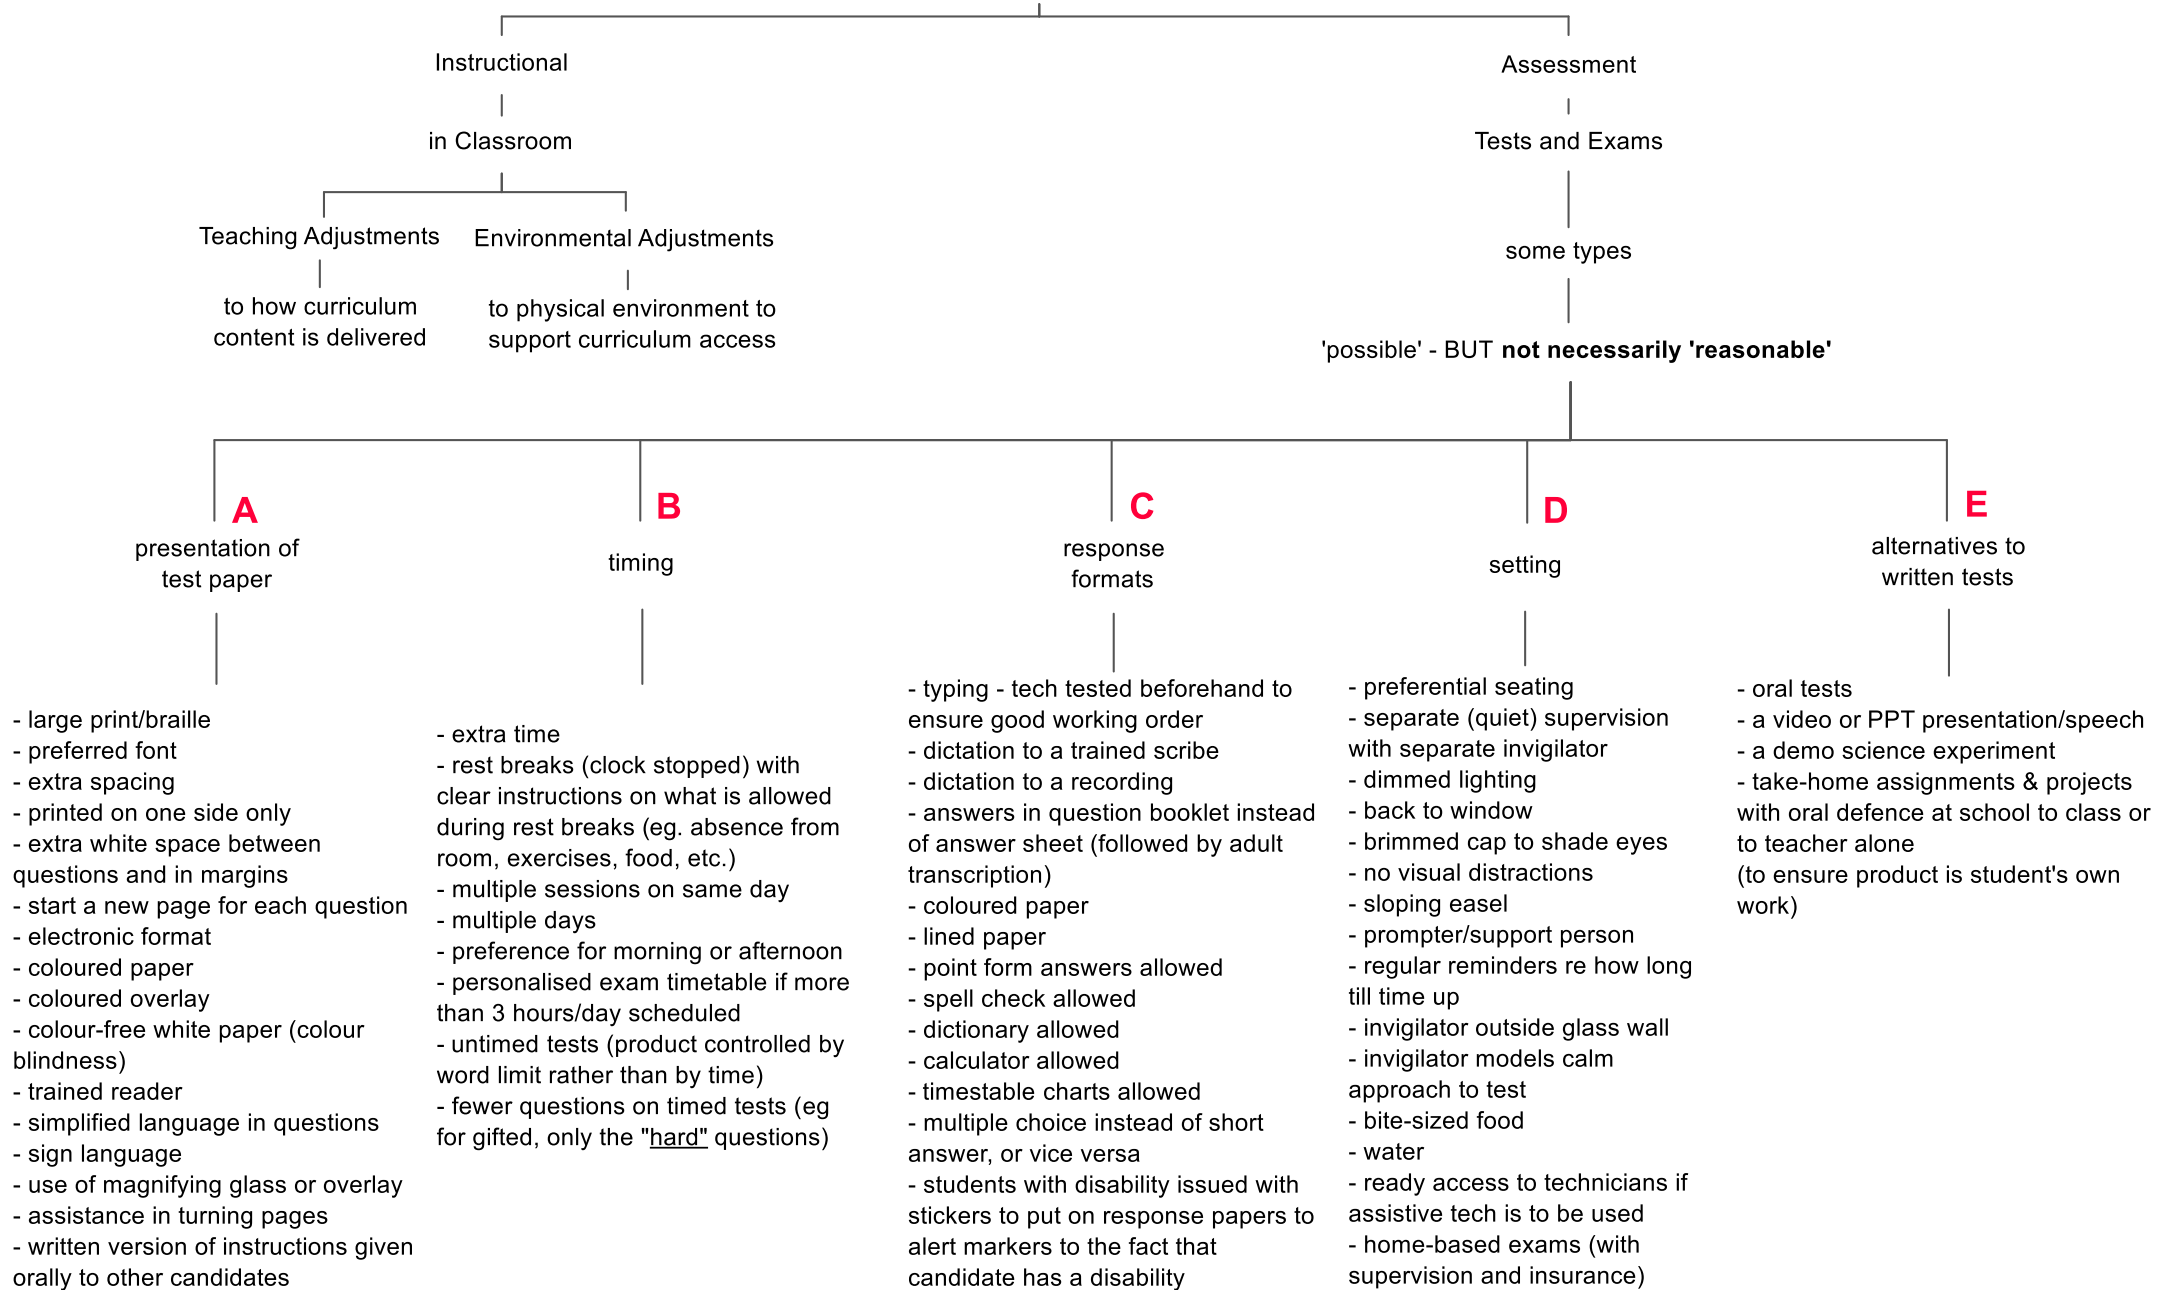 Instructional
Assessment
in Classroom
Tests and Exams
Teaching Adjustments
Environmental Adjustments
some types
to how curriculum
content is delivered
to physical environment to
support curriculum access
'possible' - BUT not necessarily 'reasonable'
A
presentation of
test paper
- large print/braille
- preferred font
- extra spacing
- printed on one side only
- extra white space between
questions and in margins
- start a new page for each question
- electronic format
- coloured paper
- coloured overlay
- colour-free white paper (colour
blindness)
- trained reader
- simplified language in questions
- sign language
- use of magnifying glass or overlay
- assistance in turning pages
- written version of instructions given
orally to other candidates
B
timing
- extra time
- rest breaks (clock stopped) with
clear instructions on what is allowed
during rest breaks (eg. absence from
room, exercises, food, etc.)
- multiple sessions on same day
- multiple days
- preference for morning or afternoon
- personalised exam timetable if more
than 3 hours/day scheduled
- untimed tests (product controlled by
word limit rather than by time)
- fewer questions on timed tests (eg
for gifted, only the "hard" questions)
C
response
formats
- typing - tech tested beforehand to
ensure good working order
- dictation to a trained scribe
- dictation to a recording
- answers in question booklet instead
of answer sheet (followed by adult
transcription)
- coloured paper
- lined paper
- point form answers allowed
- spell check allowed
- dictionary allowed
- calculator allowed
- timestable charts allowed
- multiple choice instead of short
answer, or vice versa
- students with disability issued with
stickers to put on response papers to
alert markers to the fact that
candidate has a disability
D
setting
- preferential seating
- separate (quiet) supervision
with separate invigilator
- dimmed lighting
- back to window
- brimmed cap to shade eyes
- no visual distractions
- sloping easel
- prompter/support person
- regular reminders re how long
till time up
- invigilator outside glass wall
- invigilator models calm
approach to test
- bite-sized food
- water
- ready access to technicians if
assistive tech is to be used
- home-based exams (with
supervision and insurance)
E
alternatives to
written tests
- oral tests
- a video or PPT presentation/speech
- a demo science experiment
- take-home assignments & projects
with oral defence at school to class or
to teacher alone
(to ensure product is student's own
work)